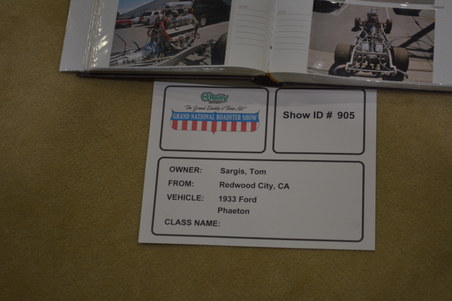 "The Grand Daddy of Them All"
GRAND NATIONAL ROADSTER SHOW
Show ID # 905
OWNER: Sargis, Tom
FROM: Redwood City, CA
VEHICLE: 1933 Ford
Phaeton
CLASS NAME: